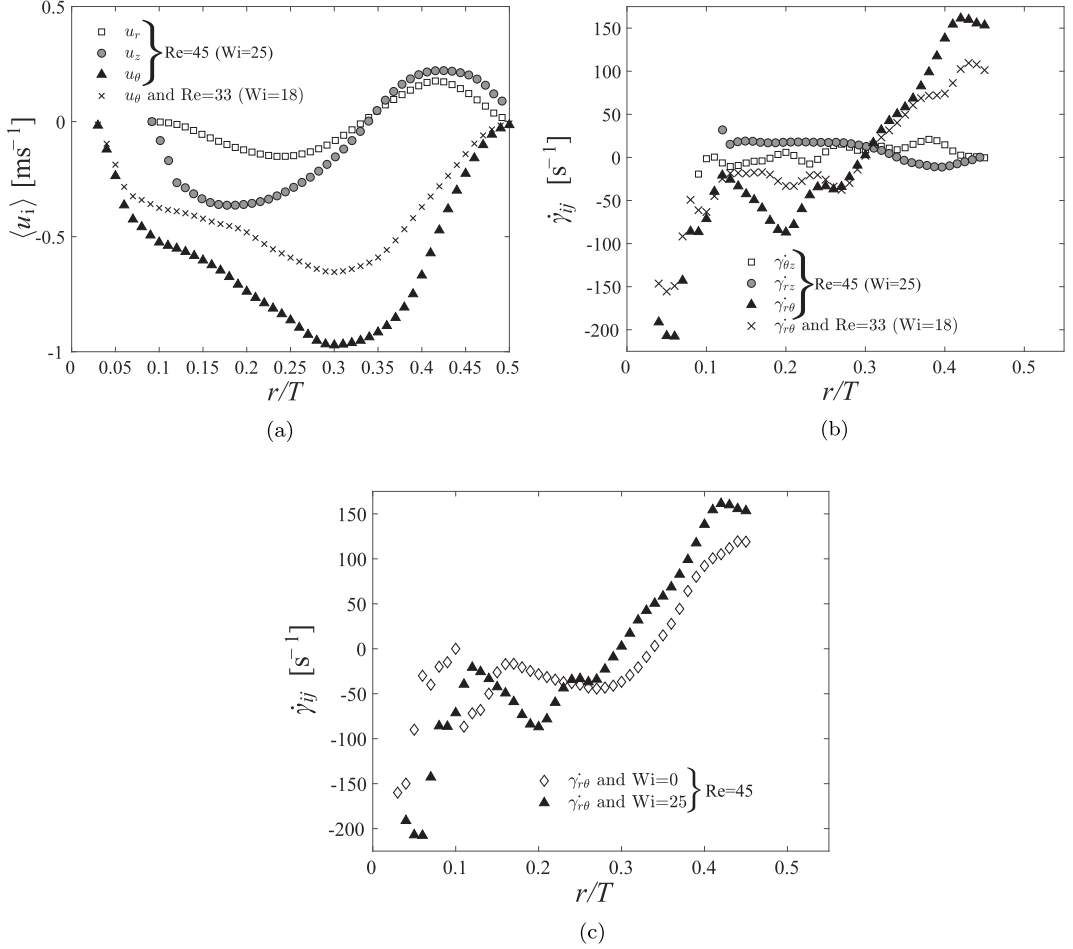 0.5
0
-0.5
-1
⟨u_i⟩ [ms⁻¹]
u_r
u_z
u_θ
Re=45 (Wi=25)
u_θ and Re=33 (Wi=18)
0 0.05 0.1 0.15 0.2 0.25 0.3 0.35 0.4 0.45 0.5
r/T
(a)
150
100
50
0
-50
-100
-150
-200
γ̇_ij [s⁻¹]
γ̇_θz
γ̇_rz
γ̇_rθ
Re=45 (Wi=25)
γ̇_rθ and Re=33 (Wi=18)
0 0.1 0.2 0.3 0.4 0.5
r/T
(b)
150
100
50
0
-50
-100
-150
-200
γ̇_ij [s⁻¹]
γ̇_rθ and Wi=0
γ̇_rθ and Wi=25
Re=45
0 0.1 0.2 0.3 0.4 0.5
r/T
(c)